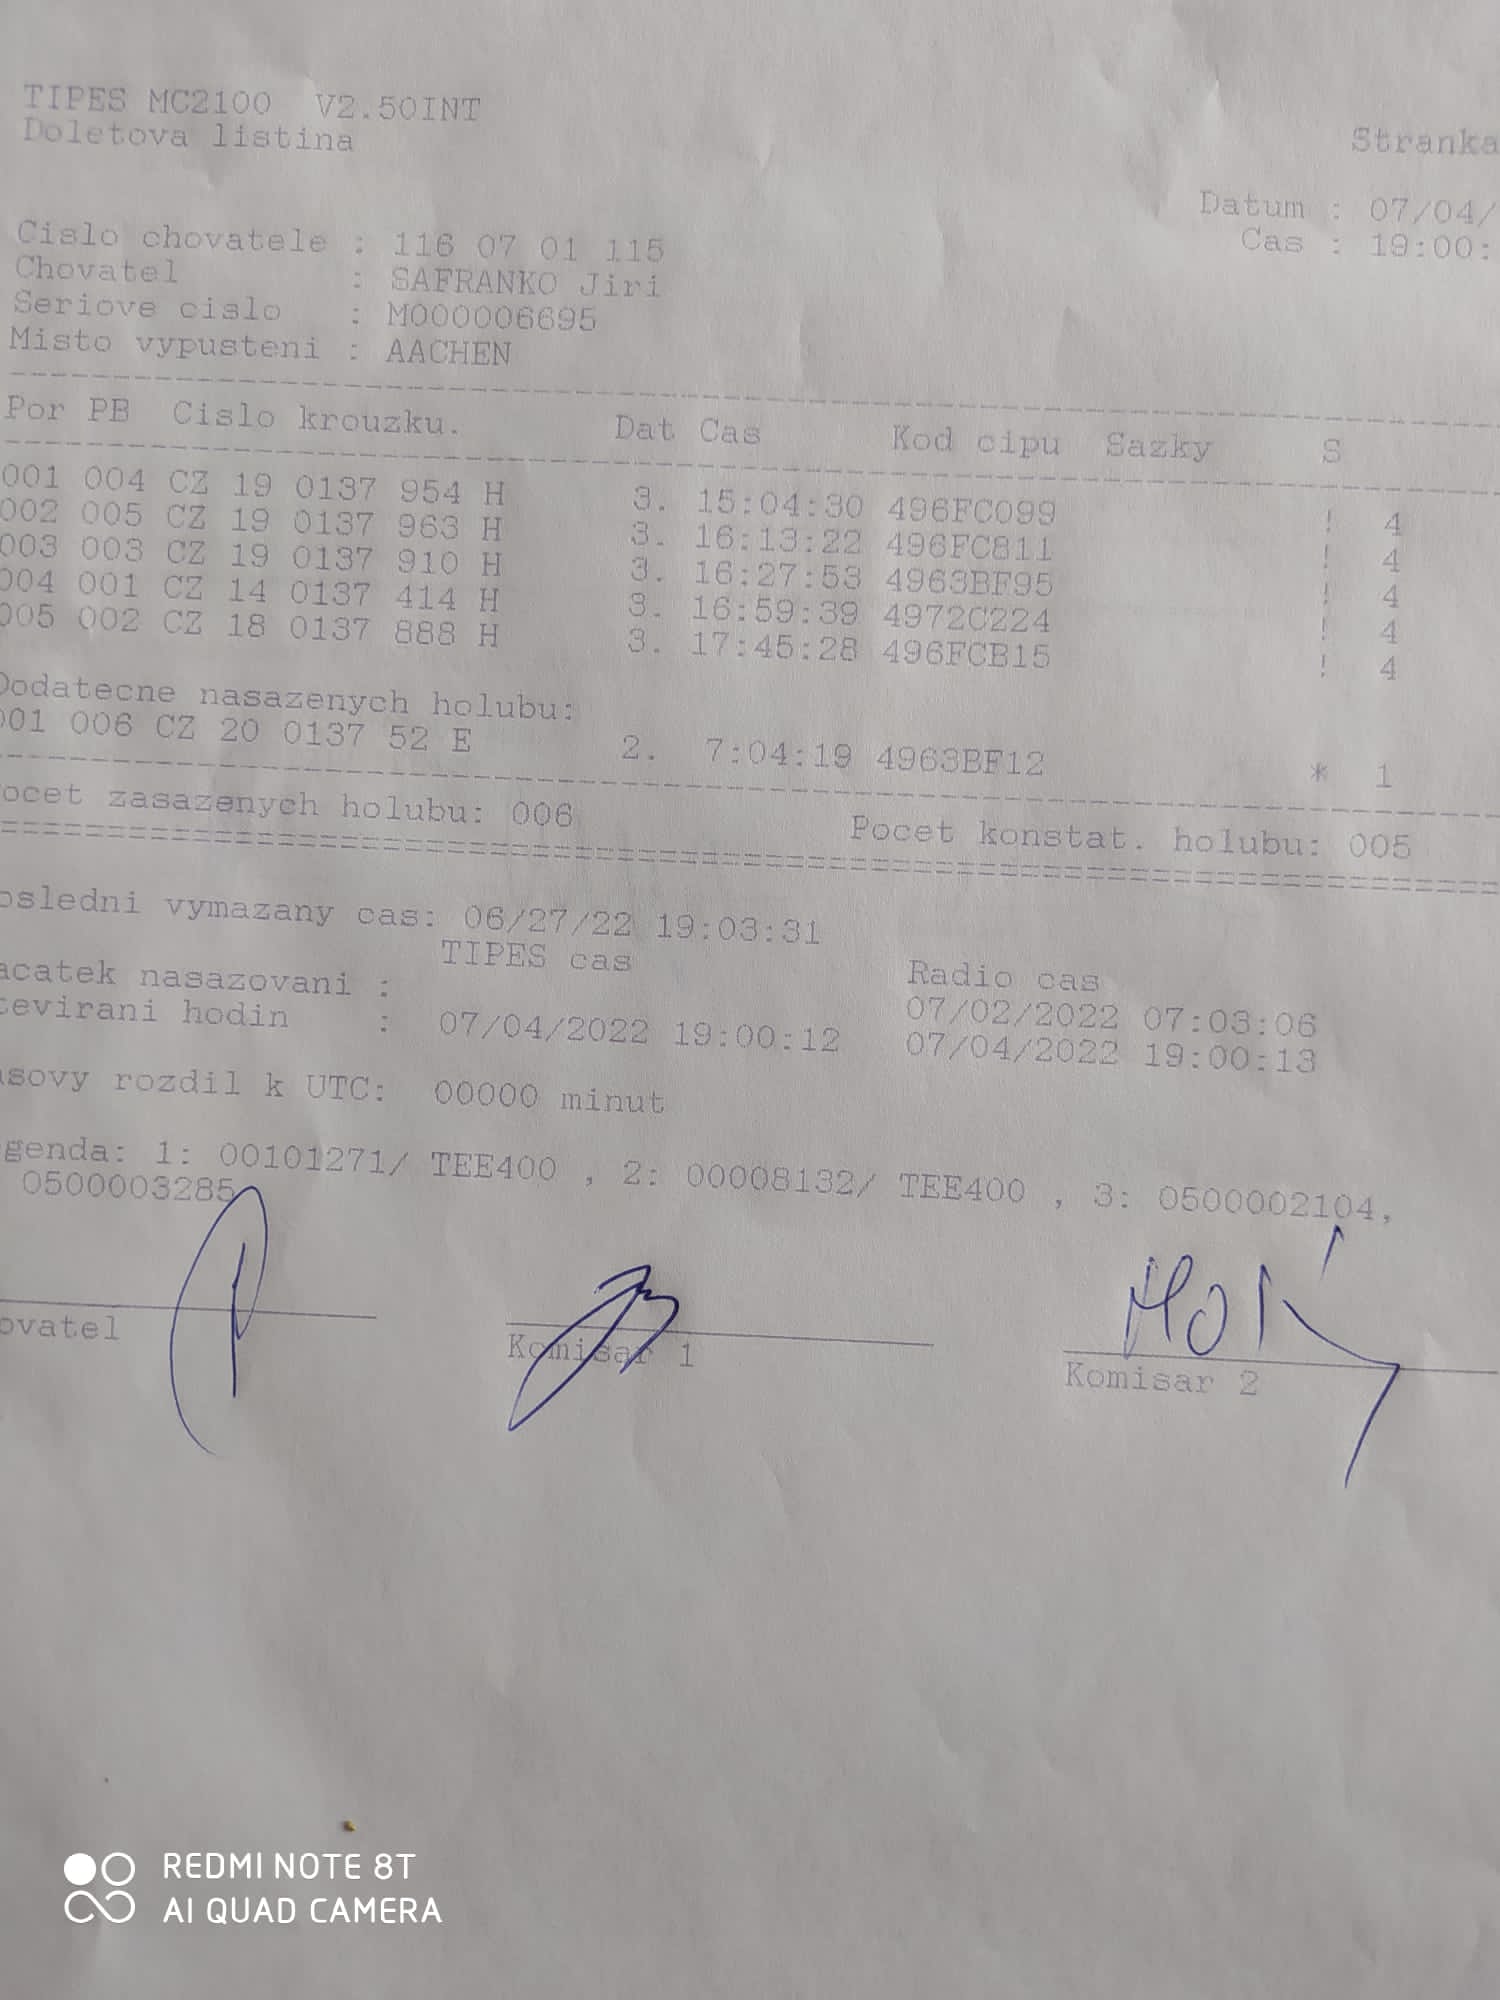 TIPES MC2100 V2.50INT
Doletova listina
Stranka
Datum : 07/04/
Cas : 19:00:
Cislo chovatele : 116 07 01 115
Chovatel : SAFRANKO Jiri
Seriove cislo : M000006695
Misto vypusteni : AACHEN
Por PB Cislo krouzku. Dat Cas Kod cipu Sazky S
001 004 CZ 19 0137 954 H 3. 15:04:30 496FC099 ! 4
002 005 CZ 19 0137 963 H 3. 16:13:22 496FC811 ! 4
003 003 CZ 19 0137 910 H 3. 16:27:53 4963BF95 ! 4
004 001 CZ 14 0137 414 H 3. 16:59:39 4972C224 ! 4
005 002 CZ 18 0137 888 H 3. 17:45:28 496FCB15 ! 4
Dodatecne nasazenych holubu:
001 006 CZ 20 0137 52 E 2. 7:04:19 4963BF12 * 1
ocet zasazenych holubu: 006 Pocet konstat. holubu: 005
osledni vymazany cas: 06/27/22 19:03:31
TIPES cas Radio cas
acatek nasazovani : 07/02/2022 07:03:06
tevirani hodin : 07/04/2022 19:00:12 07/04/2022 19:00:13
asovy rozdil k UTC: 00000 minut
genda: 1: 00101271/ TEE400 , 2: 00008132/ TEE400 , 3: 0500002104,
0500003285
ovatel Komisar 1 Komisar 2
REDMI NOTE 8T
AI QUAD CAMERA